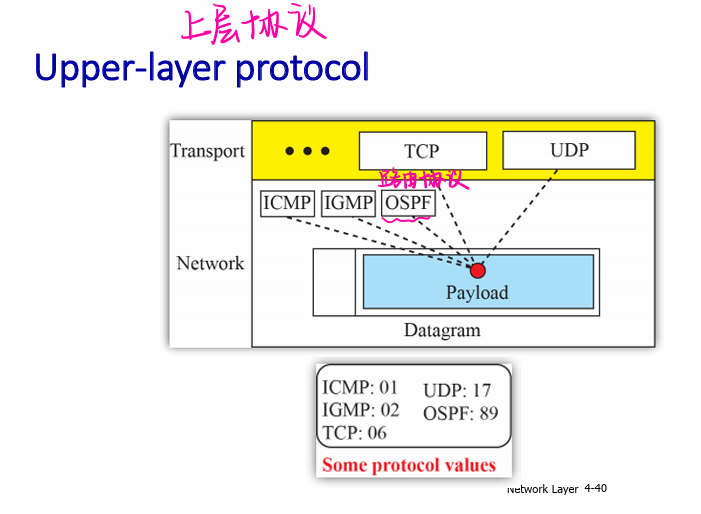 上层协议
Upper-layer protocol
Transport
TCP
UDP
路由协议
ICMP
IGMP
OSPF
Network
Payload
Datagram
ICMP: 01
UDP: 17
IGMP: 02
OSPF: 89
TCP: 06
Some protocol values
Network Layer 4-40